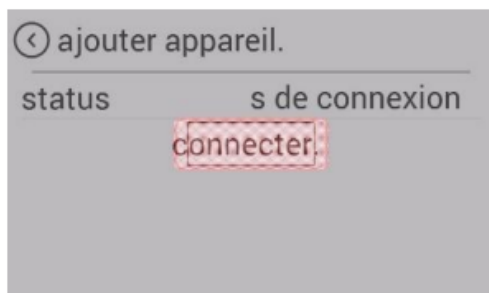 ajouter appareil.
status s de connexion
connecter.